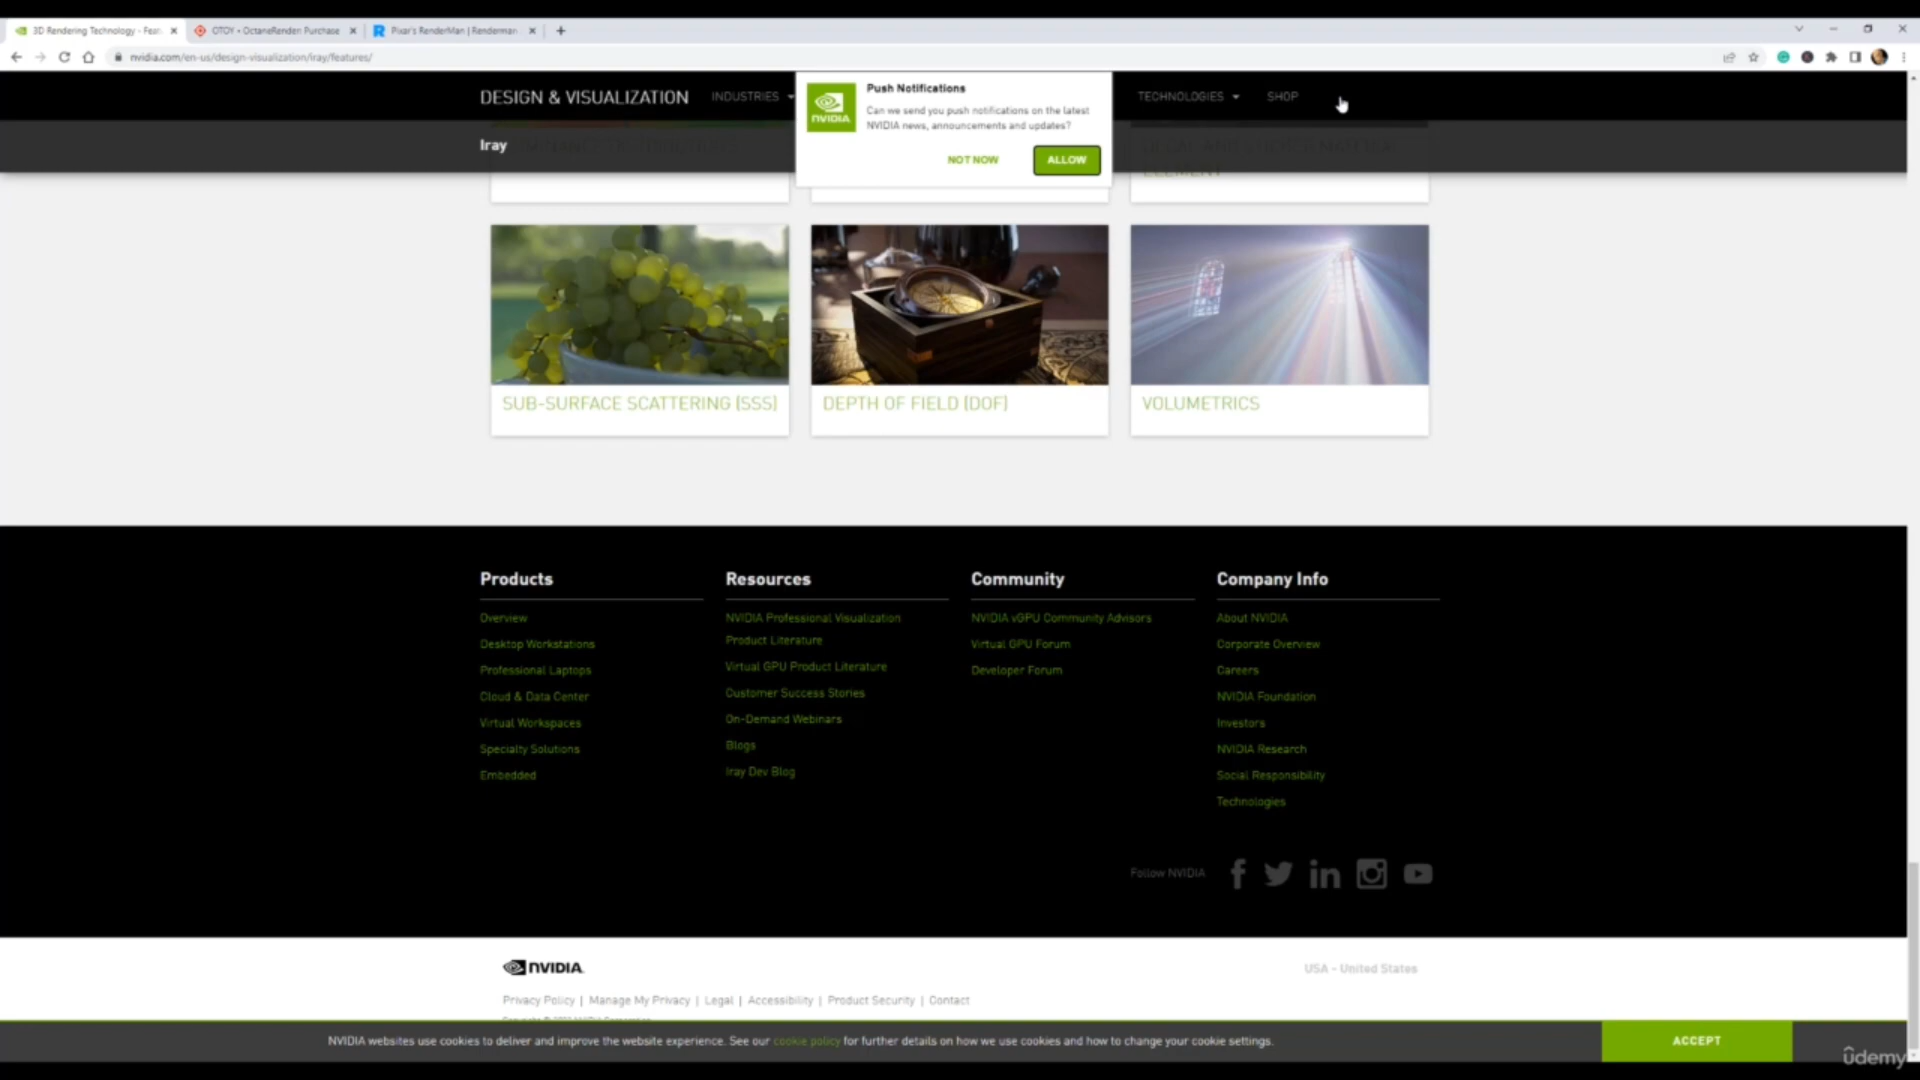 3D Rendering Technology - Feat
OTOY • OctaneRender Purchase
Pixar's RenderMan | Renderman
nvidia.com/en-us/design-visualization/iray/features/
DESIGN & VISUALIZATION
INDUSTRIES
TECHNOLOGIES
SHOP
Push Notifications
Can we send you push notifications on the latest
NVIDIA news, announcements and updates?
NOT NOW
ALLOW
NVIDIA
Iray
ELEMENT
SUB-SURFACE SCATTERING (SSS)
DEPTH OF FIELD (DOF)
VOLUMETRICS
Products
Overview
Desktop Workstations
Professional Laptops
Cloud & Data Center
Virtual Workspaces
Specialty Solutions
Embedded
Resources
NVIDIA Professional Visualization
Product Literature
Virtual GPU Product Literature
Customer Success Stories
On-Demand Webinars
Blogs
Iray Dev Blog
Community
NVIDIA vGPU Community Advisors
Virtual GPU Forum
Developer Forum
Company Info
About NVIDIA
Corporate Overview
Careers
NVIDIA Foundation
Investors
NVIDIA Research
Social Responsibility
Technologies
Follow NVIDIA
NVIDIA.
USA - United States
Privacy Policy | Manage My Privacy | Legal | Accessibility | Product Security | Contact
NVIDIA websites use cookies to deliver and improve the website experience. See our cookie policy for further details on how we use cookies and how to change your cookie settings.
ACCEPT
udemy